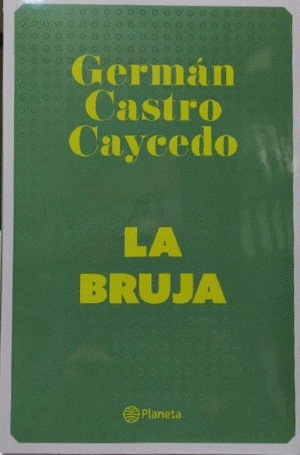 Germán
Castro
Caycedo
LA
BRUJA
Planeta